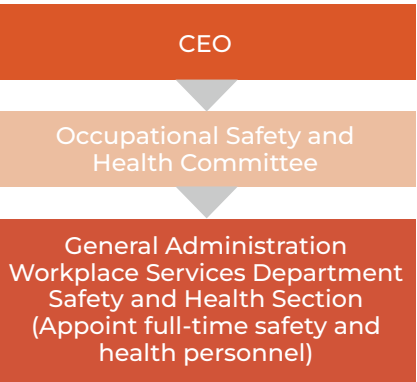 CEO
Occupational Safety and
Health Committee
General Administration
Workplace Services Department
Safety and Health Section
(Appoint full-time safety and
health personnel)